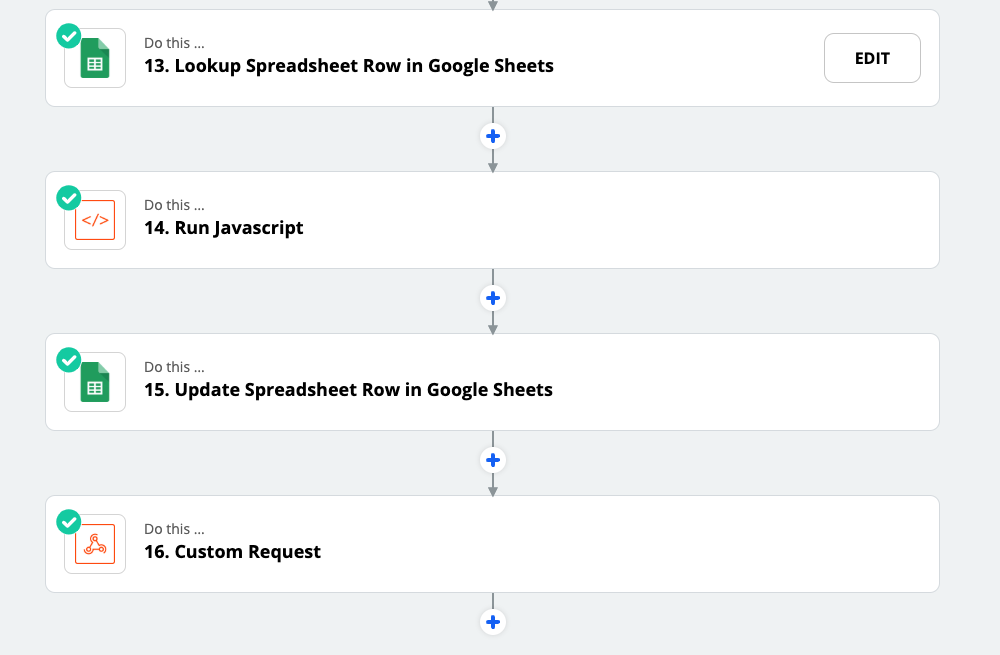 Do this ...
13. Lookup Spreadsheet Row in Google Sheets
EDIT
</>
Do this ...
14. Run Javascript
Do this ...
15. Update Spreadsheet Row in Google Sheets
Do this ...
16. Custom Request